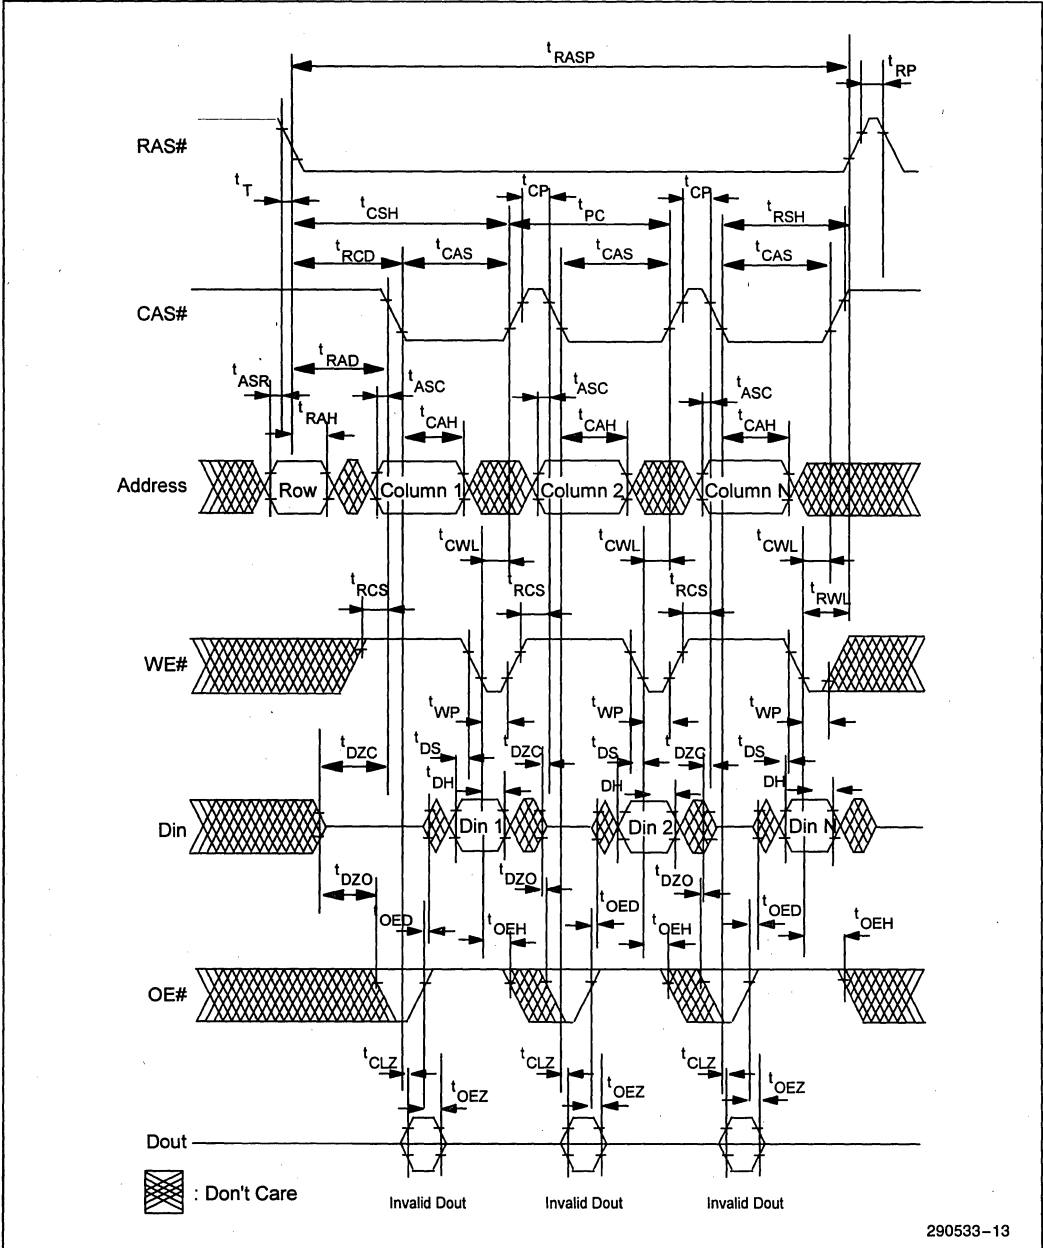 tRASP
tRP
RAS#
tT
tCP
tCP
tCSH
tPC
tRSH
tRCD
tCAS
tCAS
tCAS
CAS#
tRAD
tASR
tASC
tASC
tASC
tRAH
tCAH
tCAH
tCAH
Address
Row
Column 1
Column 2
Column N
tCWL
tCWL
tCWL
tRCS
tRCS
tRCS
tRWL
WE#
tWP
tWP
tWP
tDZC
tDS
tDZC
tDS
tDZC
tDS
tDH
DH
DH
Din
Din 1
Din 2
Din N
tDZO
tDZO
tDZO
tOED
tOEH
tOED
tOEH
tOED
tOEH
OE#
tCLZ
tCLZ
tCLZ
tOEZ
tOEZ
tOEZ
Dout
: Don't Care
Invalid Dout
Invalid Dout
Invalid Dout
290533-13